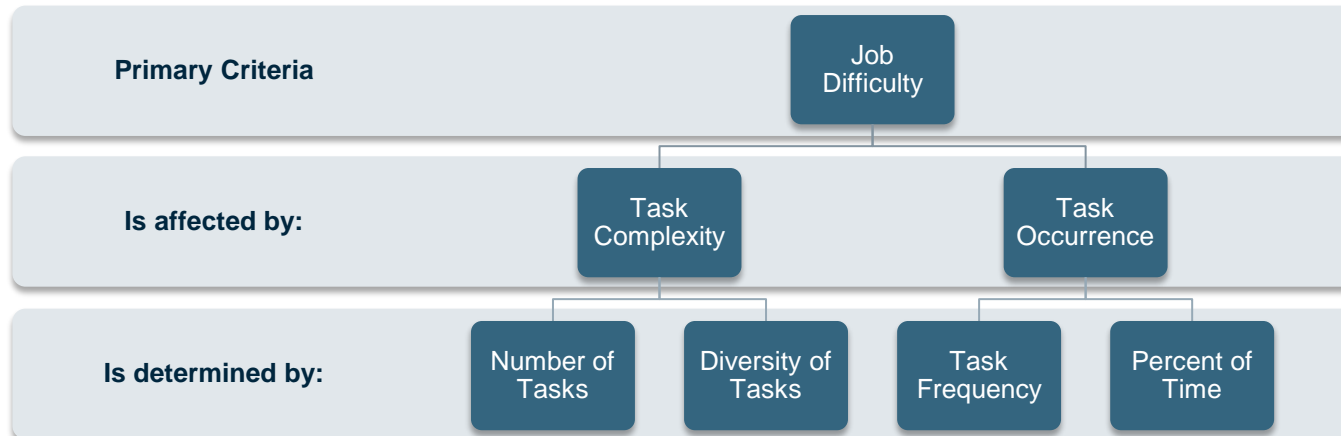 Primary Criteria
Job
Difficulty
Is affected by:
Task
Complexity
Task
Occurrence
Is determined by:
Number of
Tasks
Diversity of
Tasks
Task
Frequency
Percent of
Time